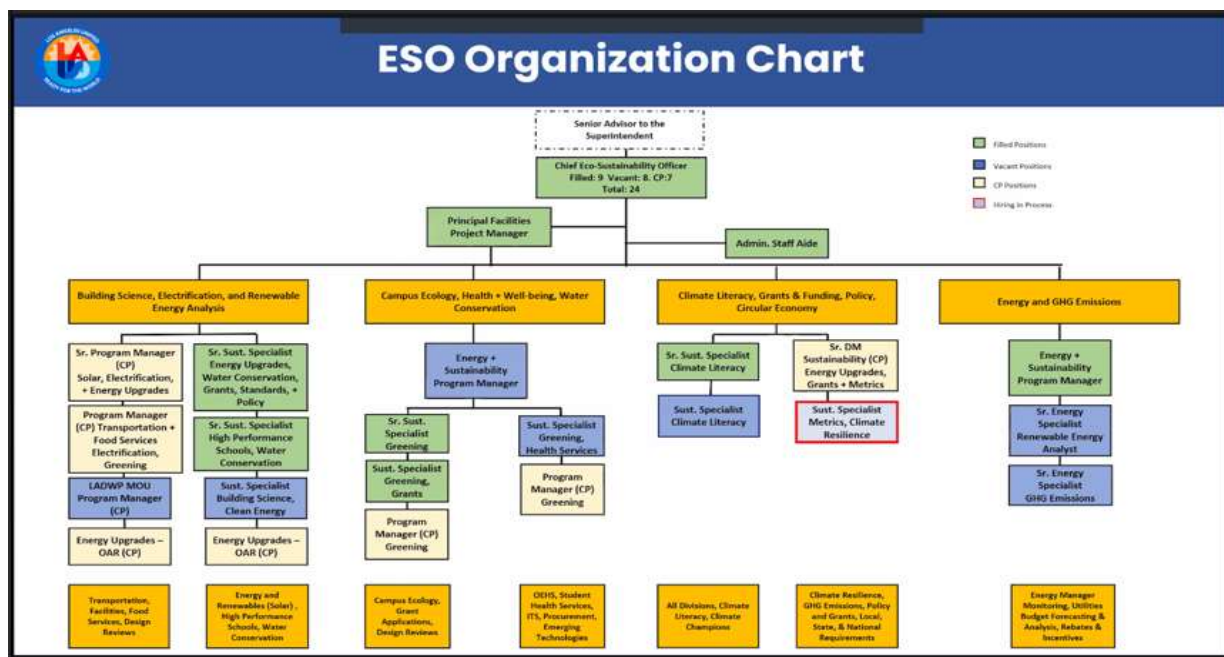 LOS ANGELES UNIFIED
READY FOR THE WORLD
ESO Organization Chart
Senior Advisor to the
Superintendent
Chief Eco-Sustainability Officer
Filled: 9 Vacant: 8. CP:7
Total: 24
Filled Positions
Vacant Positions
CP Positions
Hiring In Process
Principal Facilities
Project Manager
Admin. Staff Aide
Building Science, Electrification, and Renewable
Energy Analysis
Campus Ecology, Health + Well-being, Water
Conservation
Climate Literacy, Grants & Funding, Policy,
Circular Economy
Energy and GHG Emissions
Sr. Program Manager
(CP)
Solar, Electrification,
+ Energy Upgrades
Program Manager
(CP) Transportation +
Food Services
Electrification,
Greening
LADWP MOU
Program Manager
(CP)
Energy Upgrades –
OAR (CP)
Sr. Sust. Specialist
Energy Upgrades,
Water Conservation,
Grants, Standards, +
Policy
Sr. Sust. Specialist
High Performance
Schools, Water
Conservation
Sust. Specialist
Building Science,
Clean Energy
Energy Upgrades –
OAR (CP)
Energy +
Sustainability
Program Manager
Sr. Sust.
Specialist
Greening
Sust. Specialist
Greening,
Grants
Program
Manager (CP)
Greening
Sust. Specialist
Greening,
Health Services
Program
Manager (CP)
Greening
Sr. Sust. Specialist
Climate Literacy
Sust. Specialist
Climate Literacy
Sr. DM
Sustainability (CP)
Energy Upgrades,
Grants + Metrics
Sust. Specialist
Metrics, Climate
Resilience
Energy +
Sustainability
Program Manager
Sr. Energy
Specialist
Renewable Energy
Analyst
Sr. Energy
Specialist
GHG Emissions
Transportation,
Facilities, Food
Services, Design
Reviews
Energy and
Renewables (Solar) ,
High Performance
Schools, Water
Conservation
Campus Ecology,
Grant
Applications,
Design Reviews
OEHS, Student
Health Services,
ITS, Procurement,
Emerging
Technologies
All Divisions, Climate
Literacy, Climate
Champions
Climate Resilience,
GHG Emissions, Policy
and Grants, Local,
State, & National
Requirements
Energy Manager
Monitoring, Utilities
Budget Forecasting &
Analysis, Rebates &
Incentives